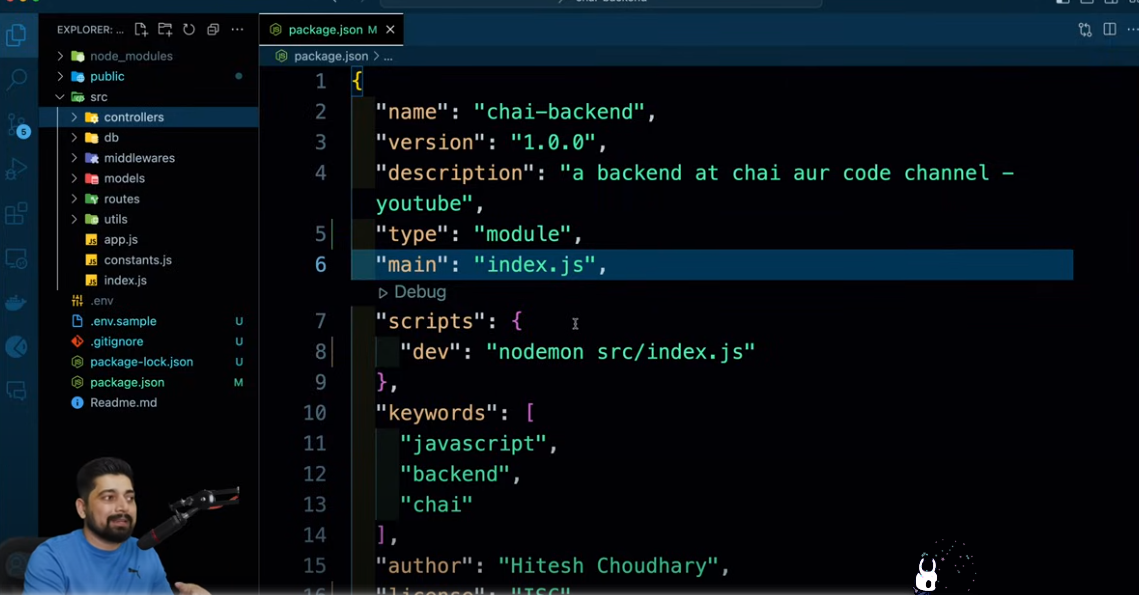 EXPLORER: ...
package.json M
node_modules
package.json > ...
public
src
controllers
db
middlewares
models
routes
utils
app.js
constants.js
index.js
.env
.env.sample U
.gitignore U
package-lock.json U
package.json M
Readme.md
5
1 {
2 "name": "chai-backend",
3 "version": "1.0.0",
4 "description": "a backend at chai aur code channel -
youtube",
5 "type": "module",
6 "main": "index.js",
Debug
7 "scripts": {
8 "dev": "nodemon src/index.js"
9 },
10 "keywords": [
11 "javascript",
12 "backend",
13 "chai"
14 ],
15 "author": "Hitesh Choudhary",
16 "license": "ISC"